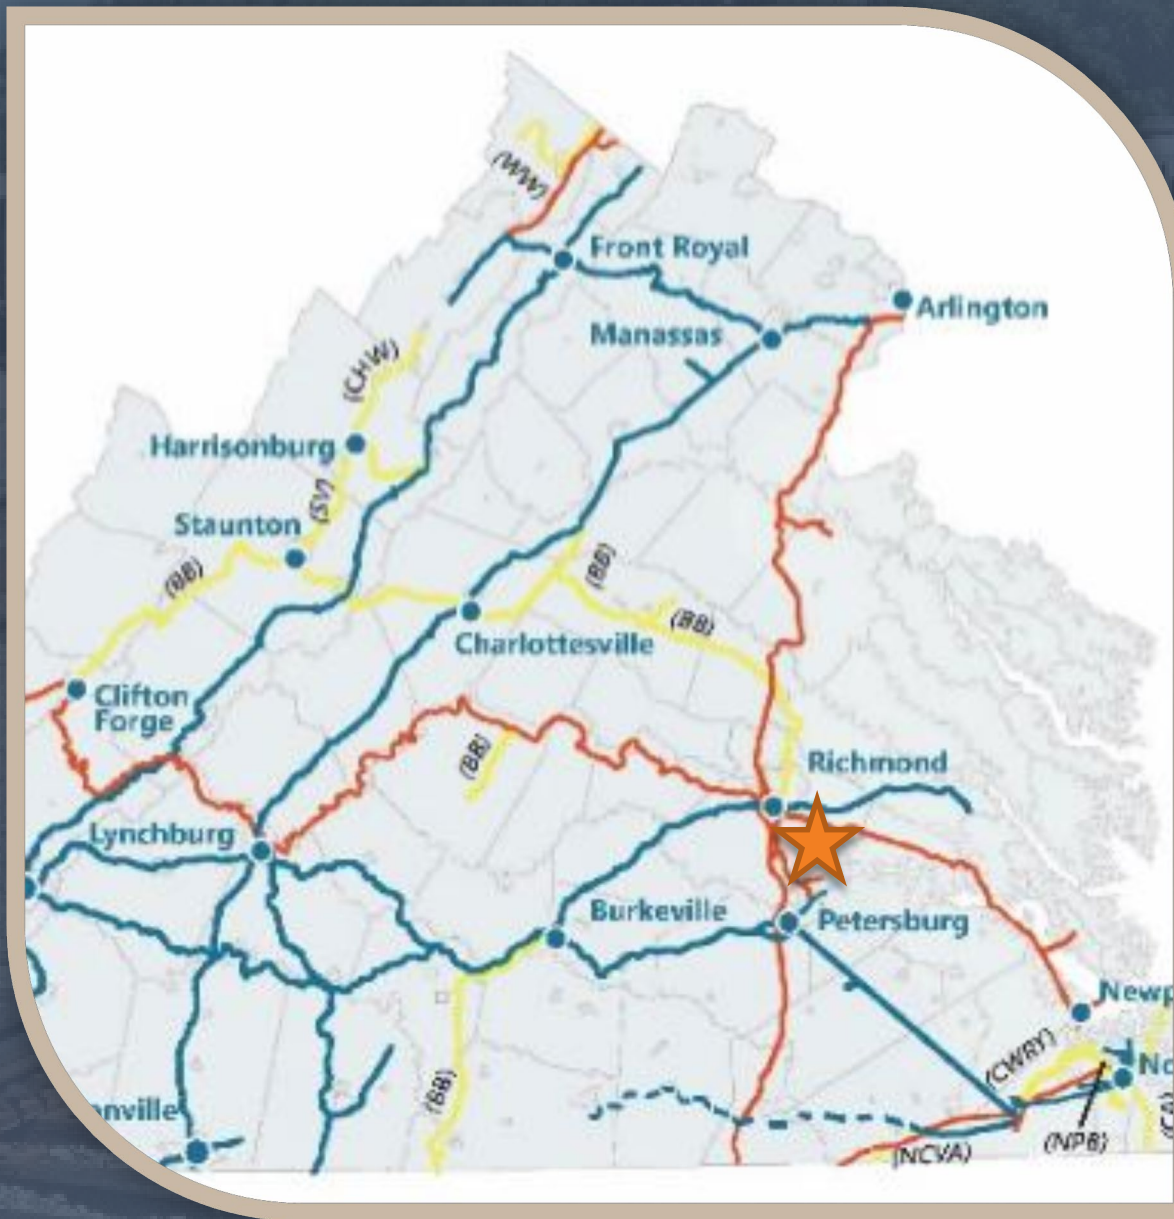 (WW)
Front Royal
Arlington
Manassas
(CHW)
Harrisonburg
(SV)
Staunton
(BB)
(BB)
(BB)
Charlottesville
Clifton
Forge
(BB)
Richmond
Lynchburg
Burkeville
Petersburg
Newp
(CWRY)
No
(BB)
nville
(NCVA)
(NPB)